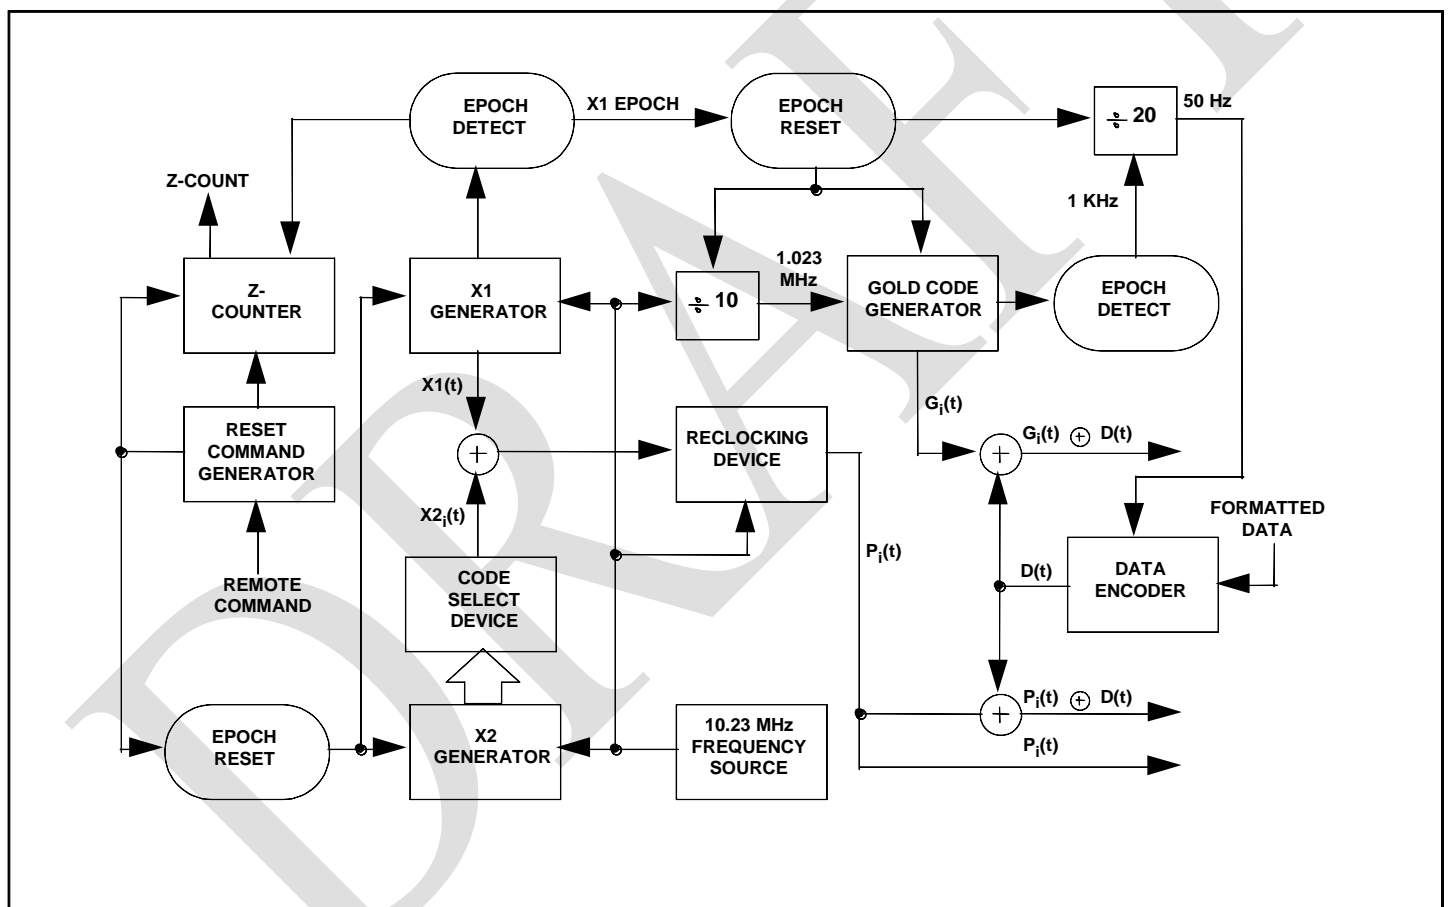 EPOCH
DETECT
X1 EPOCH
EPOCH
RESET
÷ 20
50 Hz
Z-COUNT
1 KHz
Z-
COUNTER
X1
GENERATOR
÷ 10
1.023
MHz
GOLD CODE
GENERATOR
EPOCH
DETECT
X1(t)
Gi(t)
RESET
COMMAND
GENERATOR
+
RECLOCKING
DEVICE
+
Gi(t) ⊕ D(t)
X2i(t)
FORMATTED
DATA
Pi(t)
REMOTE
COMMAND
CODE
SELECT
DEVICE
D(t)
DATA
ENCODER
EPOCH
RESET
X2
GENERATOR
10.23 MHz
FREQUENCY
SOURCE
+
Pi(t) ⊕ D(t)
Pi(t)
DRAFT